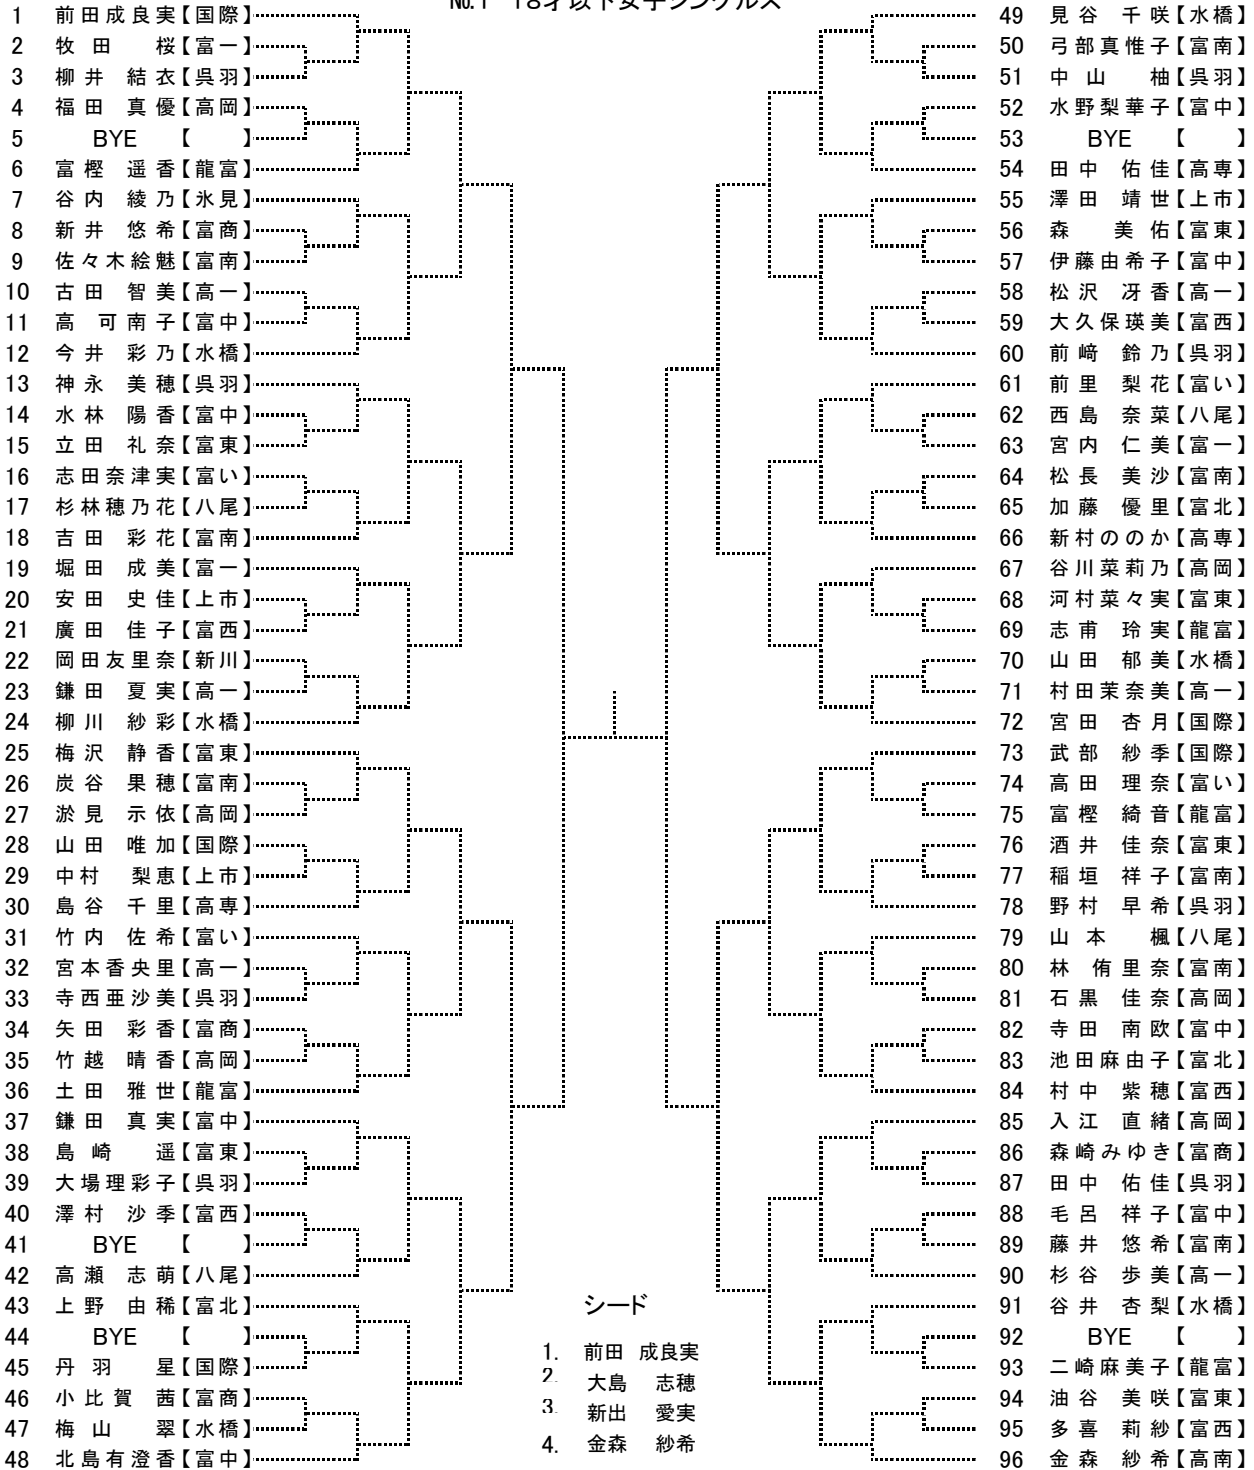 №1 18才以下女子シングルス
1 前田成良実【国際】
2 牧田 桜【富一】
3 柳井 結衣【呉羽】
4 福田 真優【高岡】
5 BYE 【 】
6 富樫 遥香【龍富】
7 谷内 綾乃【氷見】
8 新井 悠希【富商】
9 佐々木絵魅【富南】
10 古田 智美【高一】
11 高 可南子【富中】
12 今井 彩乃【水橋】
13 神永 美穂【呉羽】
14 水林 陽香【富中】
15 立田 礼奈【富東】
16 志田奈津実【富い】
17 杉林穂乃花【八尾】
18 吉田 彩花【富南】
19 堀田 成美【富一】
20 安田 史佳【上市】
21 廣田 佳子【富西】
22 岡田友里奈【新川】
23 鎌田 夏実【高一】
24 柳川 紗彩【水橋】
25 梅沢 静香【富東】
26 炭谷 果穂【富南】
27 淤見 示依【高岡】
28 山田 唯加【国際】
29 中村 梨恵【上市】
30 島谷 千里【高専】
31 竹内 佐希【富い】
32 宮本香央里【高一】
33 寺西亜沙美【呉羽】
34 矢田 彩香【富商】
35 竹越 晴香【高岡】
36 土田 雅世【龍富】
37 鎌田 真実【富中】
38 島崎 遥【富東】
39 大場理彩子【呉羽】
40 澤村 沙季【富西】
41 BYE 【 】
42 高瀬 志萌【八尾】
43 上野 由稀【富北】
44 BYE 【 】
45 丹羽 星【国際】
46 小比賀 茜【富商】
47 梅山 翠【水橋】
48 北島有澄香【富中】
シード
1. 前田 成良実
2. 大島 志穂
3. 新出 愛実
4. 金森 紗希
49 見谷 千咲【水橋】
50 弓部真惟子【富南】
51 中山 柚【呉羽】
52 水野梨華子【富中】
53 BYE 【 】
54 田中 佑佳【高専】
55 澤田 靖世【上市】
56 森 美佑【富東】
57 伊藤由希子【富中】
58 松沢 冴香【高一】
59 大久保瑛美【富西】
60 前﨑 鈴乃【呉羽】
61 前里 梨花【富い】
62 西島 奈菜【八尾】
63 宮内 仁美【富一】
64 松長 美沙【富南】
65 加藤 優里【富北】
66 新村ののか【高専】
67 谷川菜莉乃【高岡】
68 河村菜々実【富東】
69 志甫 玲実【龍富】
70 山田 郁美【水橋】
71 村田茉奈美【高一】
72 宮田 杏月【国際】
73 武部 紗季【国際】
74 高田 理奈【富い】
75 富樫 綺音【龍富】
76 酒井 佳奈【富東】
77 稲垣 祥子【富南】
78 野村 早希【呉羽】
79 山本 楓【八尾】
80 林 侑里奈【富南】
81 石黒 佳奈【高岡】
82 寺田 南欧【富中】
83 池田麻由子【富北】
84 村中 紫穂【富西】
85 入江 直緒【高岡】
86 森崎みゆき【富商】
87 田中 佑佳【呉羽】
88 毛呂 祥子【富中】
89 藤井 悠希【富南】
90 杉谷 歩美【高一】
91 谷井 杏梨【水橋】
92 BYE 【 】
93 二崎麻美子【龍富】
94 油谷 美咲【富東】
95 多喜 莉紗【富西】
96 金森 紗希【高南】